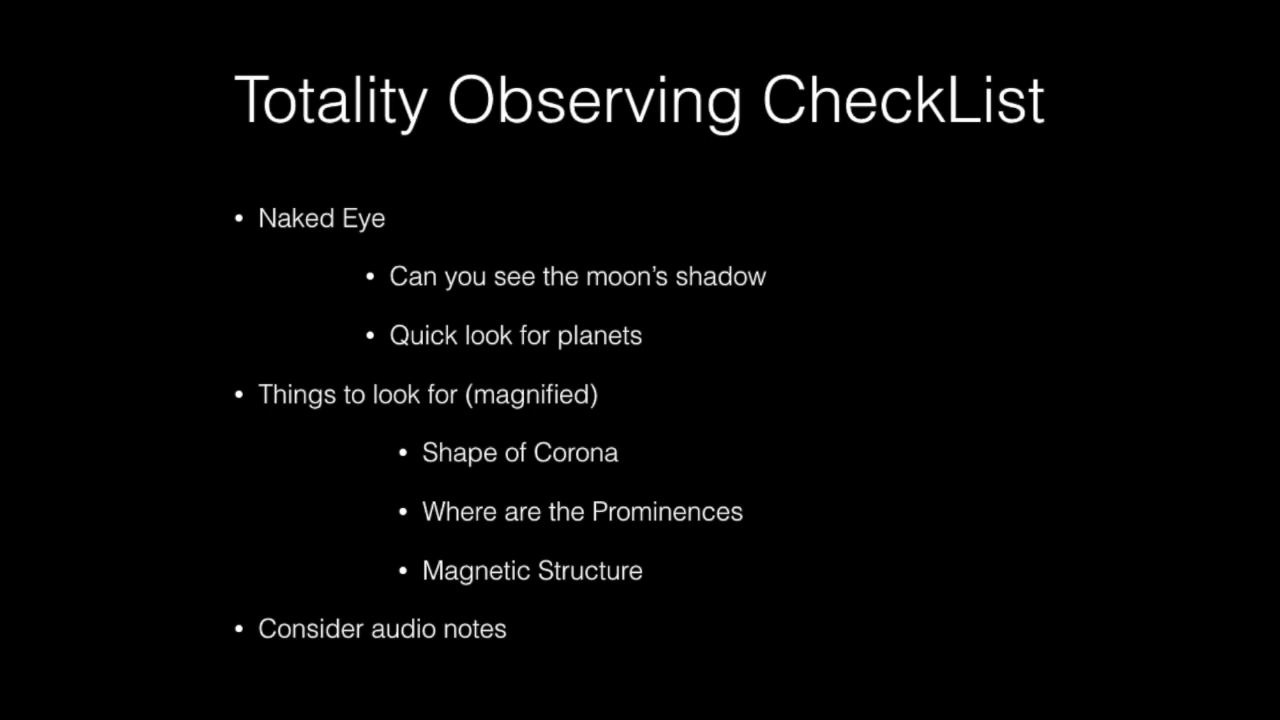 Totality Observing CheckList
• Naked Eye
• Can you see the moon’s shadow
• Quick look for planets
• Things to look for (magnified)
• Shape of Corona
• Where are the Prominences
• Magnetic Structure
• Consider audio notes